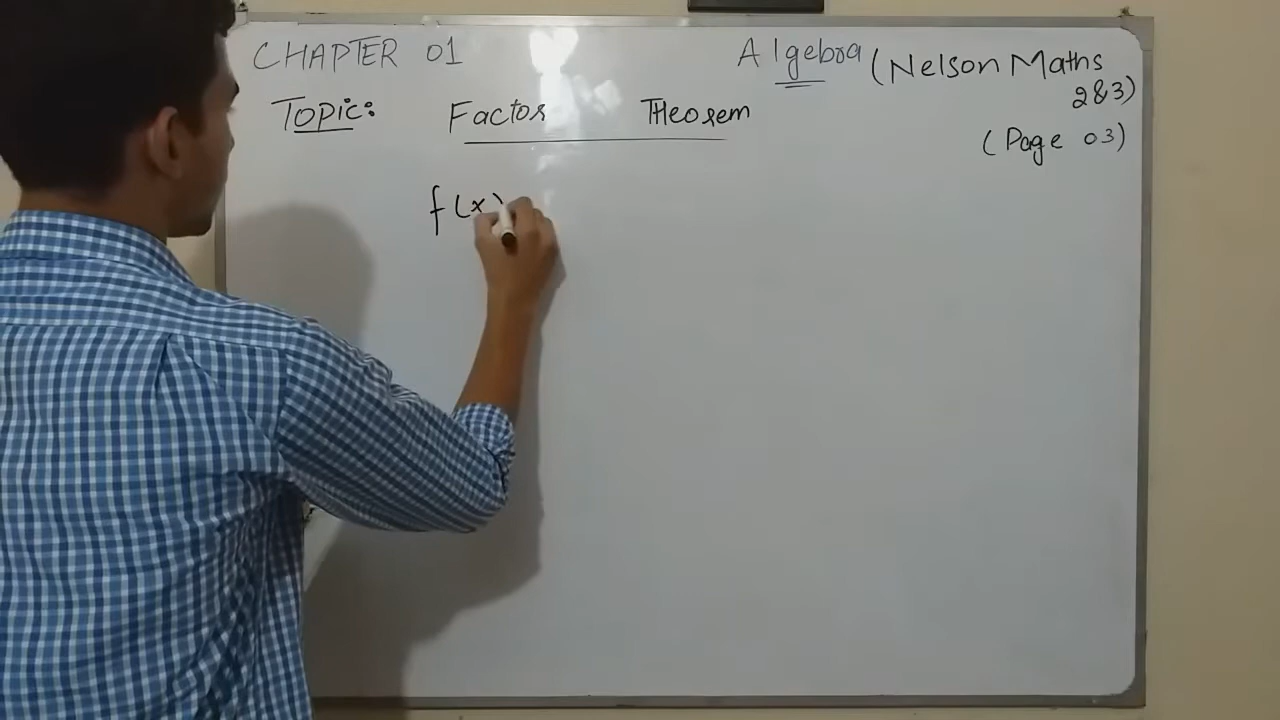 CHAPTER 01
Algebra (Nelson Maths 2&3)
Topic: Factor Theorem
(Page 03)
f(x)